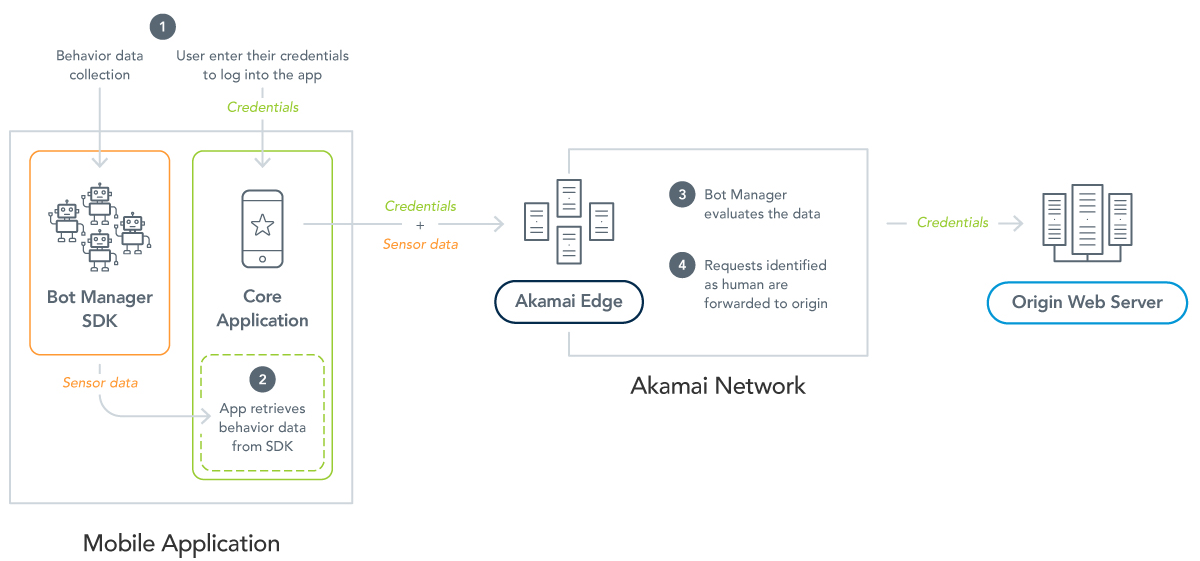 1
Behavior data
collection
User enter their credentials
to log into the app
Credentials
Bot Manager
SDK
Core
Application
Sensor data
2
App retrieves
behavior data
from SDK
Mobile Application
Credentials
+
Sensor data
Akamai Edge
3
Bot Manager
evaluates the data
4
Requests identified
as human are
forwarded to origin
Akamai Network
Credentials
Origin Web Server